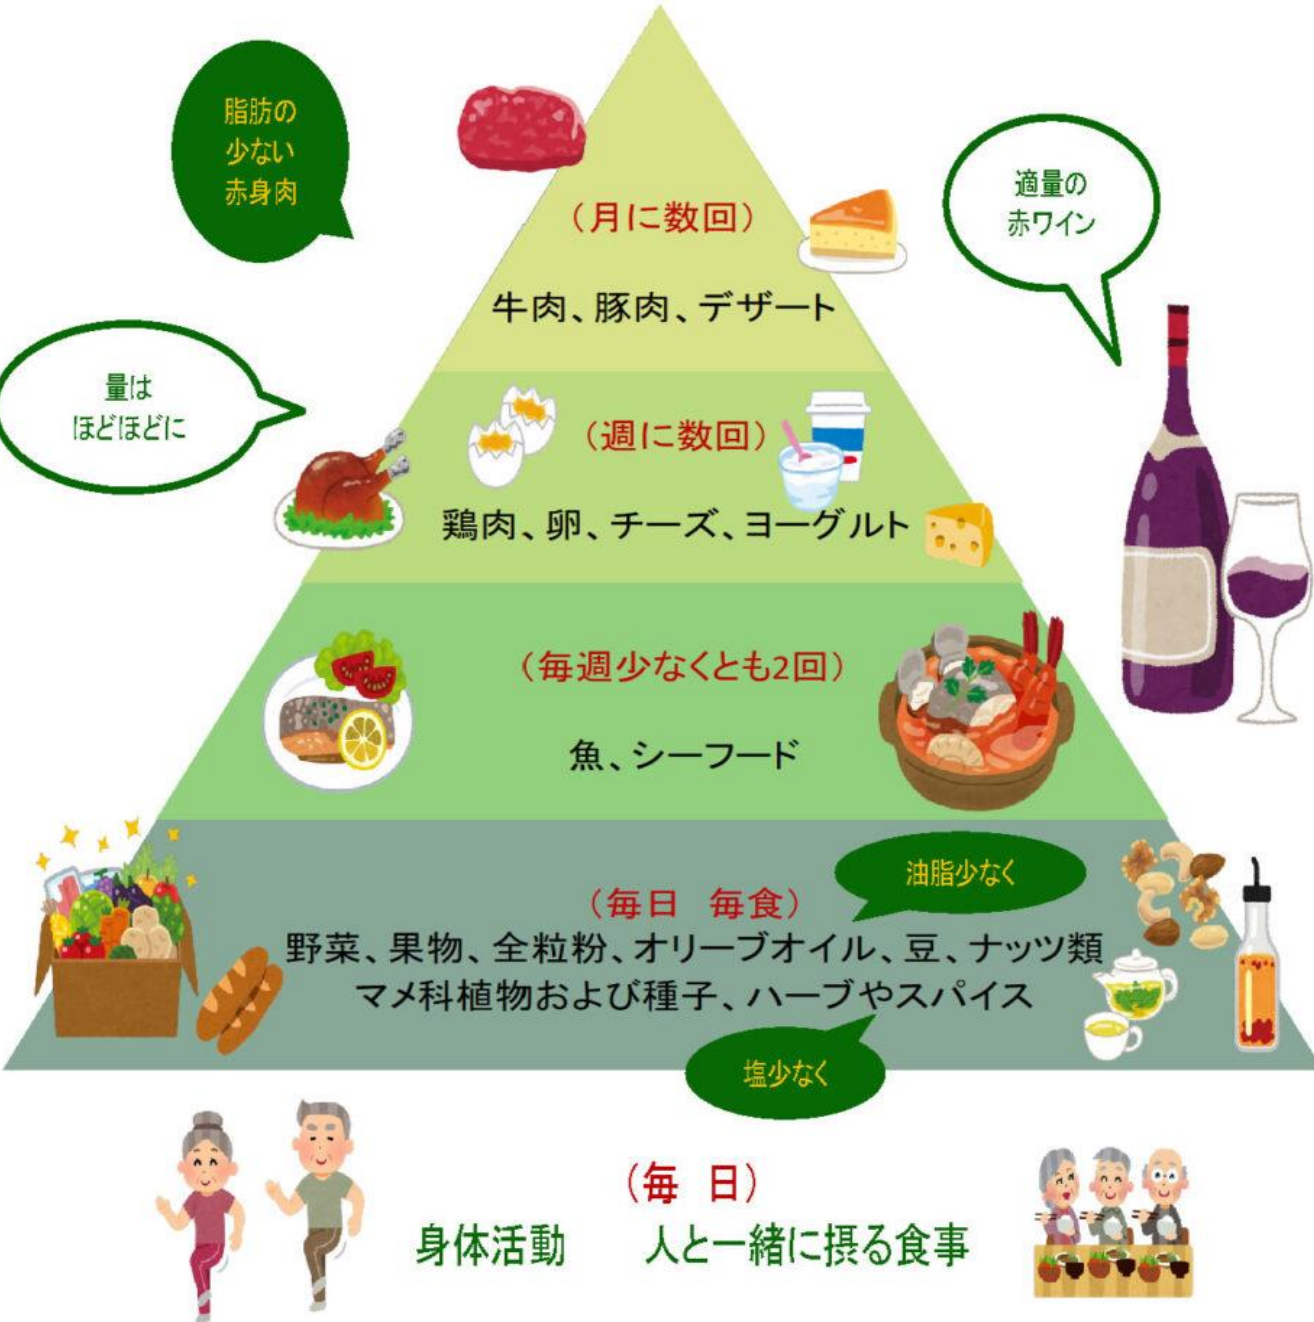 脂肪の
少ない
赤身肉
適量の
赤ワイン
（月に数回）
牛肉、豚肉、デザート
量は
ほどほどに
（週に数回）
鶏肉、卵、チーズ、ヨーグルト
（毎週少なくとも2回）
魚、シーフード
油脂少なく
（毎日　毎食）
野菜、果物、全粒粉、オリーブオイル、豆、ナッツ類
マメ科植物および種子、ハーブやスパイス
塩少なく
（毎 日）
身体活動　　人と一緒に摂る食事